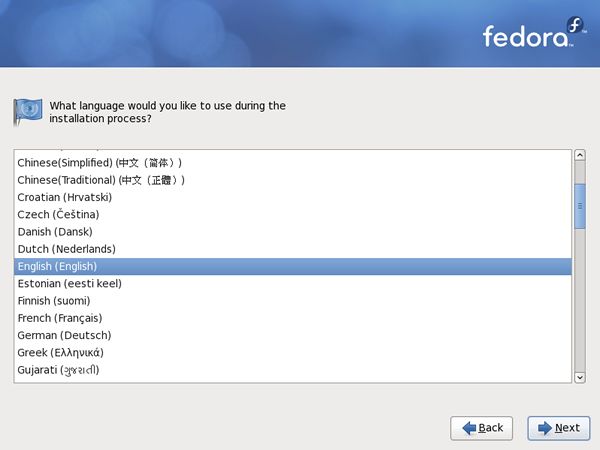 fedora
What language would you like to use during the
installation process?
Chinese(Simplified) (中文（简体）)
Chinese(Traditional) (中文（正體）)
Croatian (Hrvatski)
Czech (Čeština)
Danish (Dansk)
Dutch (Nederlands)
English (English)
Estonian (eesti keel)
Finnish (suomi)
French (Français)
German (Deutsch)
Greek (Ελληνικά)
Gujarati (ગુજરાતી)
Back
Next